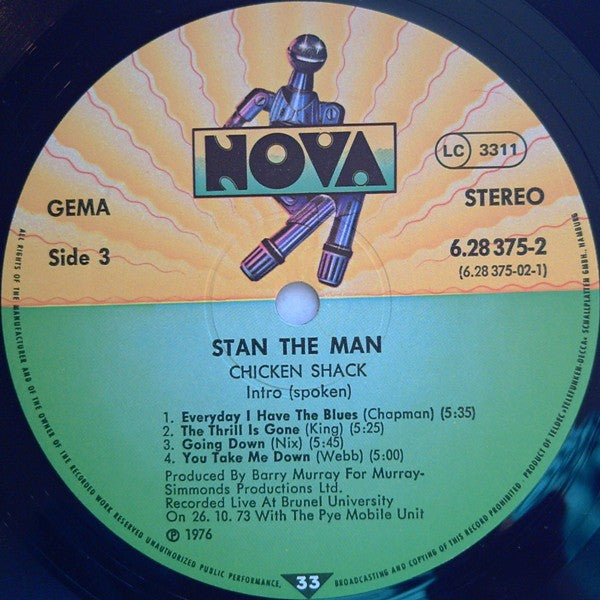 NOVA
LC 3311
GEMA
STEREO
Side 3
6.28 375-2
(6.28 375-02-1)
STAN THE MAN
CHICKEN SHACK
Intro (spoken)
1. Everyday I Have The Blues (Chapman) (5:35)
2. The Thrill Is Gone (King) (5:25)
3. Going Down (Nix) (5:45)
4. You Take Me Down (Webb) (5:00)
Produced By Barry Murray For Murray-
Simmonds Productions Ltd.
Recorded Live At Brunel University
On 26. 10. 73 With The Pye Mobile Unit
℗ 1976
33
ALL RIGHTS OF THE MANUFACTURER AND OF THE OWNER OF THE RECORDED WORK RESERVED UNAUTHORIZED PUBLIC PERFORMANCE, BROADCASTING AND COPYING OF THIS RECORD PROHIBITED · PRODUCT OF TELDEC »TELEFUNKEN-DECCA« SCHALLPLATTEN GMBH., HAMBURG